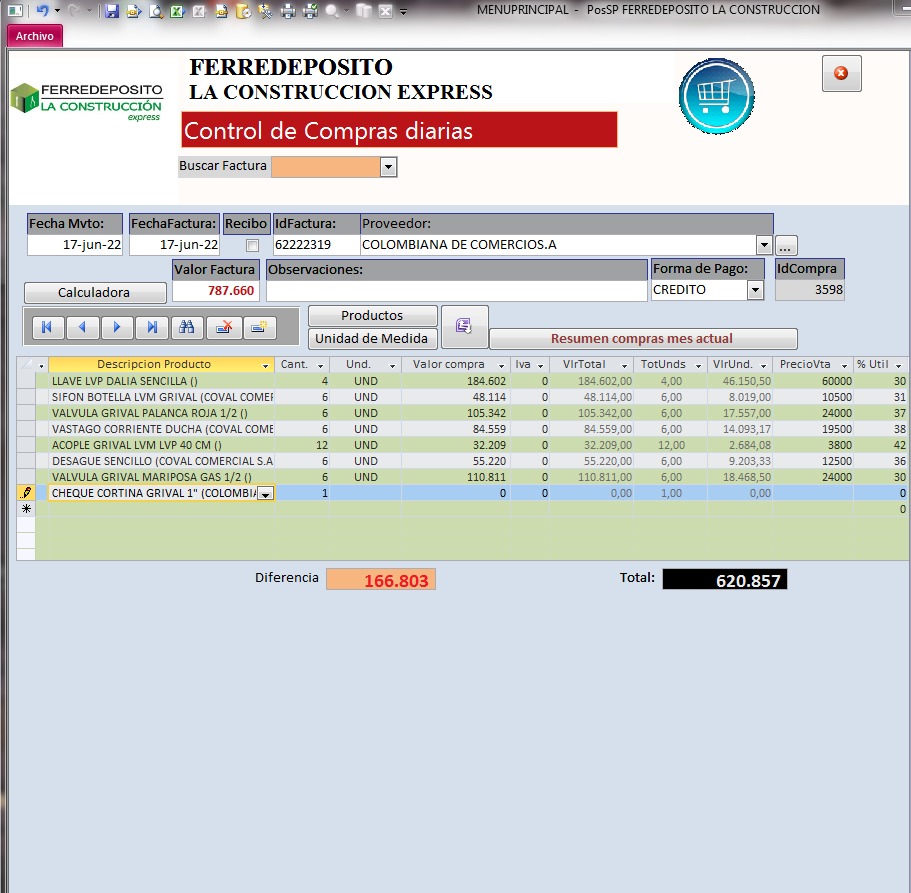 MENUPRINCIPAL - PosSP FERREDEPOSITO LA CONSTRUCCION
Archivo
FERREDEPOSITO
LA CONSTRUCCIÓN
express
FERREDEPOSITO
LA CONSTRUCCION EXPRESS
Control de Compras diarias
Buscar Factura
Fecha Mvto: FechaFactura: Recibo IdFactura: Proveedor:
17-jun-22 17-jun-22 62222319 COLOMBIANA DE COMERCIOS.A ...
Valor Factura Observaciones: Forma de Pago: IdCompra
Calculadora 787.660 CREDITO 3598
Productos
Unidad de Medida Resumen compras mes actual
Descripcion Producto Cant. Und. Valor compra Iva VlrTotal TotUnds VlrUnd. PrecioVta % Util
LLAVE LVP DALIA SENCILLA () 4 UND 184.602 0 184.602,00 4,00 46.150,50 60000 30
SIFON BOTELLA LVM GRIVAL (COVAL COMER 6 UND 48.114 0 48.114,00 6,00 8.019,00 10500 31
VALVULA GRIVAL PALANCA ROJA 1/2 () 6 UND 105.342 0 105.342,00 6,00 17.557,00 24000 37
VASTAGO CORRIENTE DUCHA (COVAL COME 6 UND 84.559 0 84.559,00 6,00 14.093,17 19500 38
ACOPLE GRIVAL LVM LVP 40 CM () 12 UND 32.209 0 32.209,00 12,00 2.684,08 3800 42
DESAGUE SENCILLO (COVAL COMERCIAL S.A 6 UND 55.220 0 55.220,00 6,00 9.203,33 12500 36
VALVULA GRIVAL MARIPOSA GAS 1/2 () 6 UND 110.811 0 110.811,00 6,00 18.468,50 24000 30
CHEQUE CORTINA GRIVAL 1" (COLOMBIA 1 0 0 0,00 1,00 0,00 0
0
Diferencia 166.803 Total: 620.857